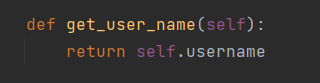 def get_user_name(self):
    return self.username